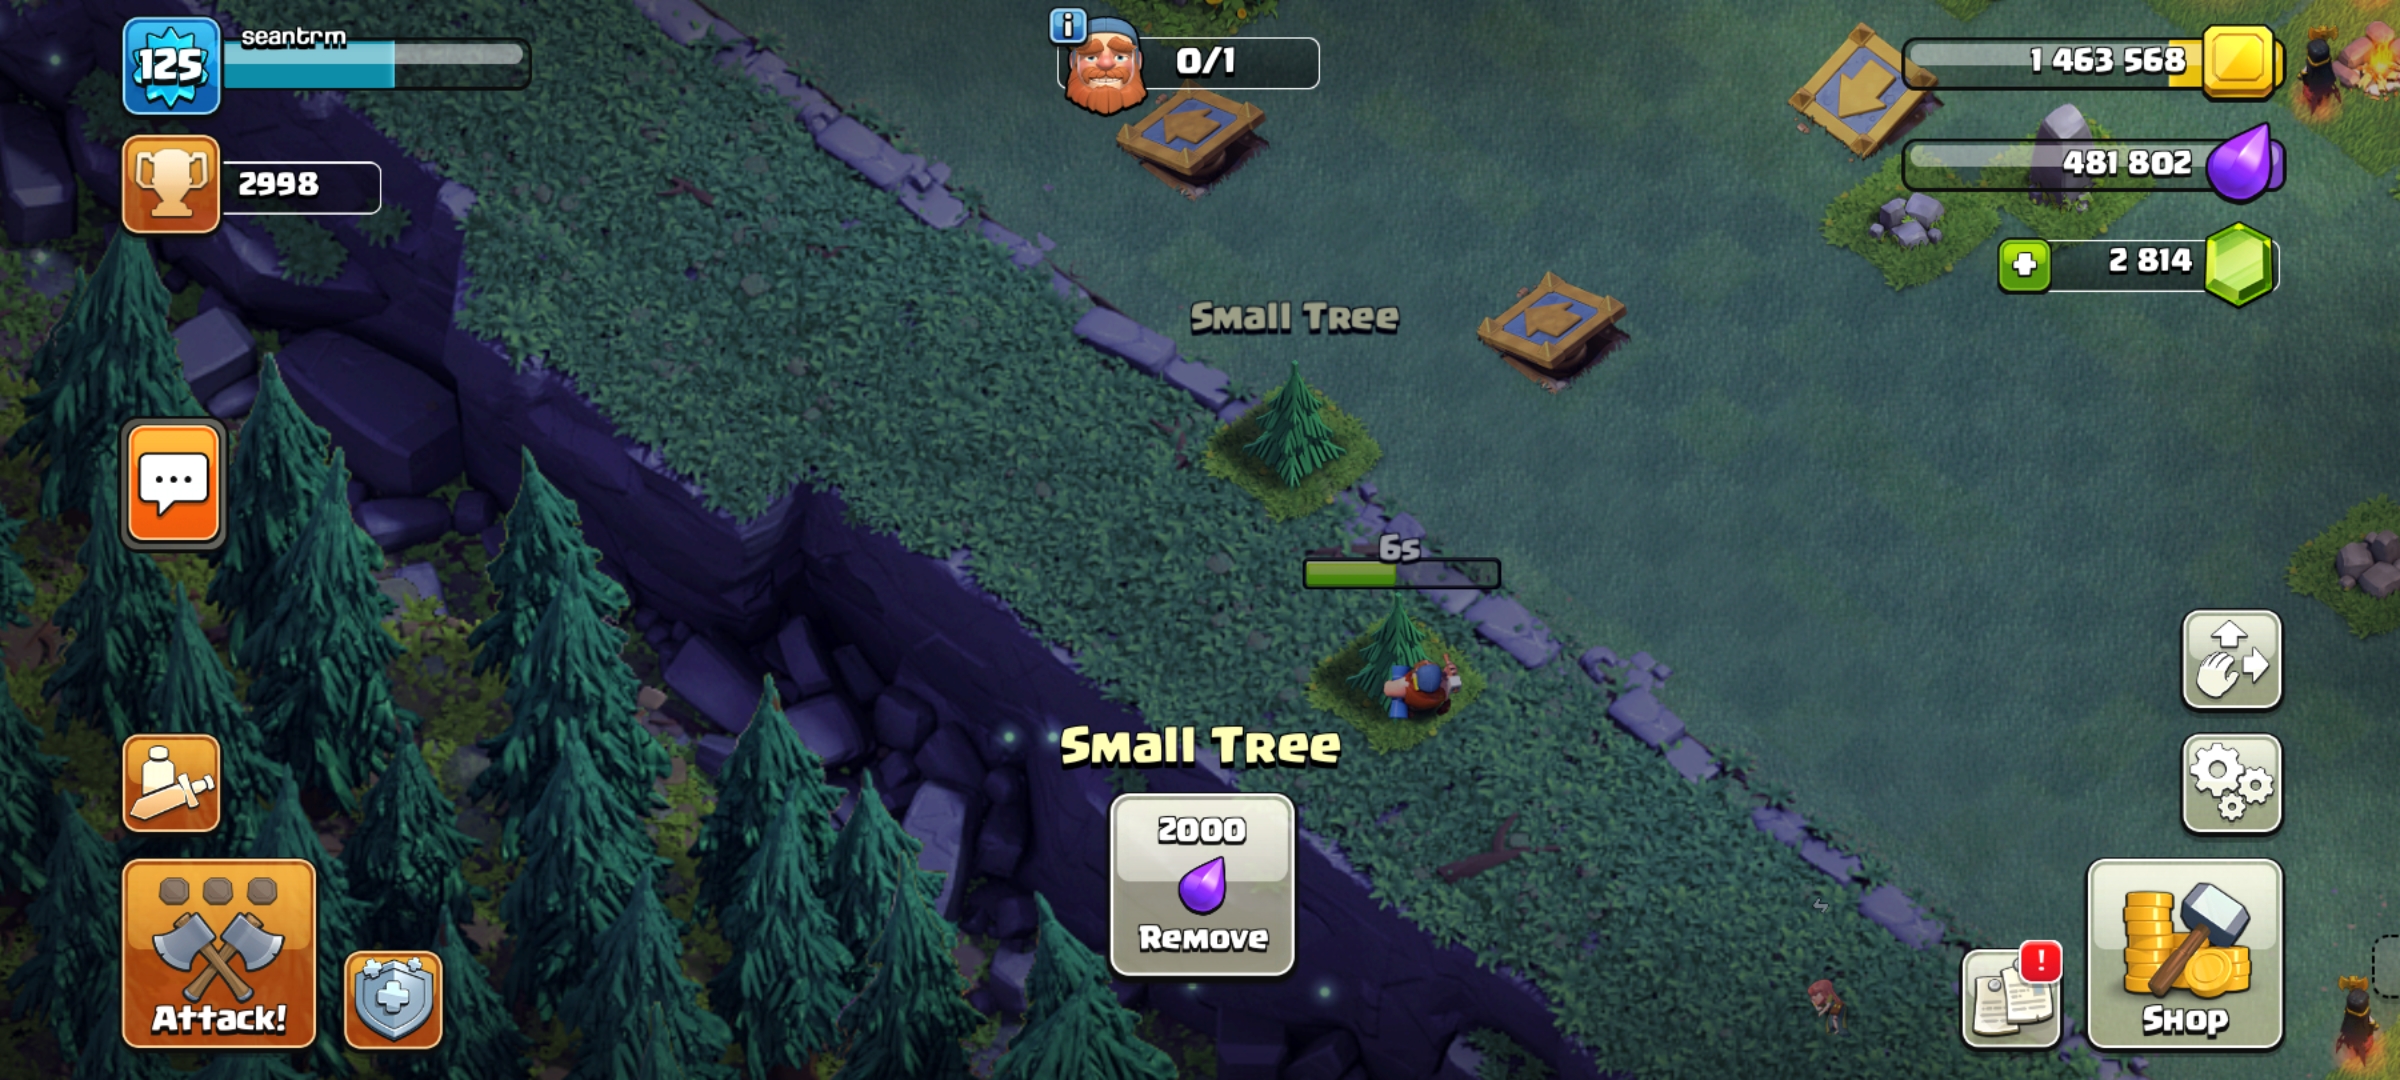 125
seantrm
i
0/1
1 463 568
2998
481 802
2 814
Small Tree
6s
Small Tree
2000
Remove
!
Attack!
Shop